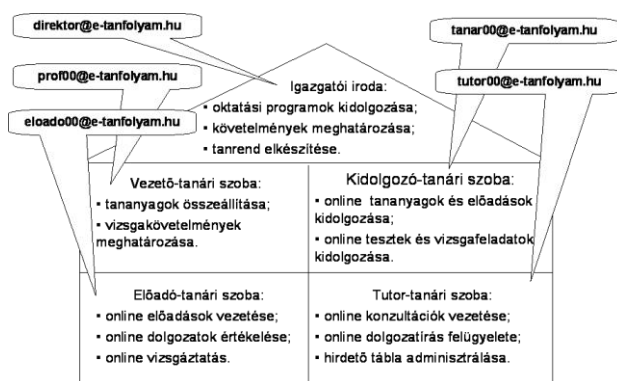 direktor@e-tanfolyam.hu
tanar00@e-tanfolyam.hu
prof00@e-tanfolyam.hu
tutor00@e-tanfolyam.hu
eloado00@e-tanfolyam.hu
Igazgatói iroda:
▪ oktatási programok kidolgozása;
▪ követelmények meghatározása;
▪ tanrend elkészítése.
Vezető-tanári szoba:
▪ tananyagok összeállítása;
▪ vizsgakövetelmények
meghatározása.
Kidolgozó-tanári szoba:
▪ online tananyagok és előadások
kidolgozása;
▪ online tesztek és vizsgafeladatok
kidolgozása.
Előadó-tanári szoba:
▪ online előadások vezetése;
▪ online dolgozatok értékelése;
▪ online vizsgáztatás.
Tutor-tanári szoba:
▪ online konzultációk vezetése;
▪ online dolgozatírás felügyelete;
▪ hirdető tábla adminisztrálása.